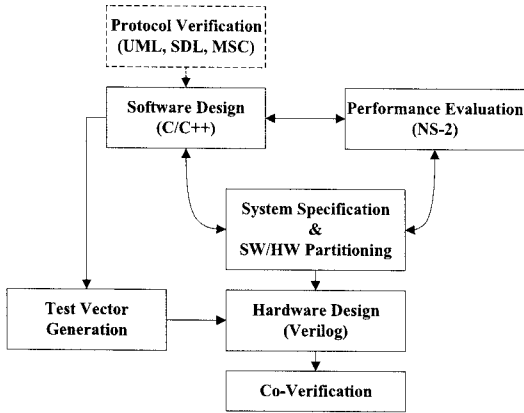 Protocol Verification
(UML, SDL, MSC)
Software Design
(C/C++)
Performance Evaluation
(NS-2)
System Specification
&
SW/HW Partitioning
Test Vector
Generation
Hardware Design
(Verilog)
Co-Verification